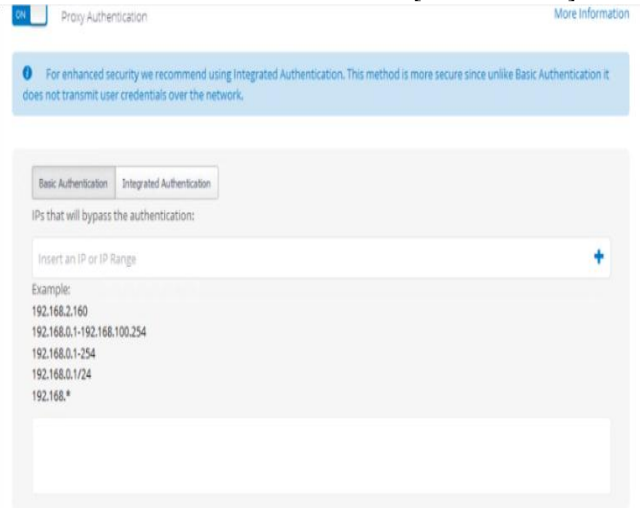 ON Proxy Authentication More Information
For enhanced security we recommend using Integrated Authentication. This method is more secure since unlike Basic Authentication it
does not transmit user credentials over the network.
Basic Authentication Integrated Authentication
IPs that will bypass the authentication:
Insert an IP or IP Range
Example:
192.168.2.160
192.168.0.1-192.168.100.254
192.168.0.1-254
192.168.0.1/24
192.168.*